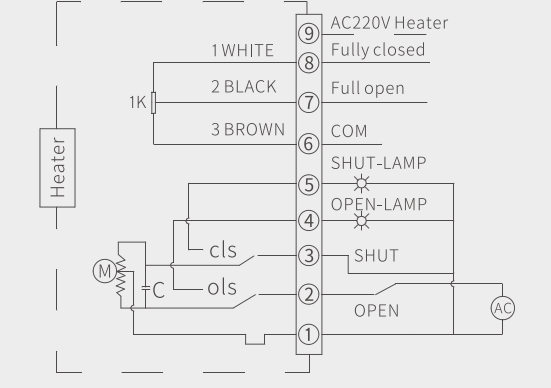 9 AC220V Heater
1 WHITE 8 Fully closed
2 BLACK 7 Full open
1K
3 BROWN 6 COM
Heater
SHUT-LAMP
5
OPEN-LAMP
4
cls 3 SHUT
M
C ols 2
OPEN AC
1